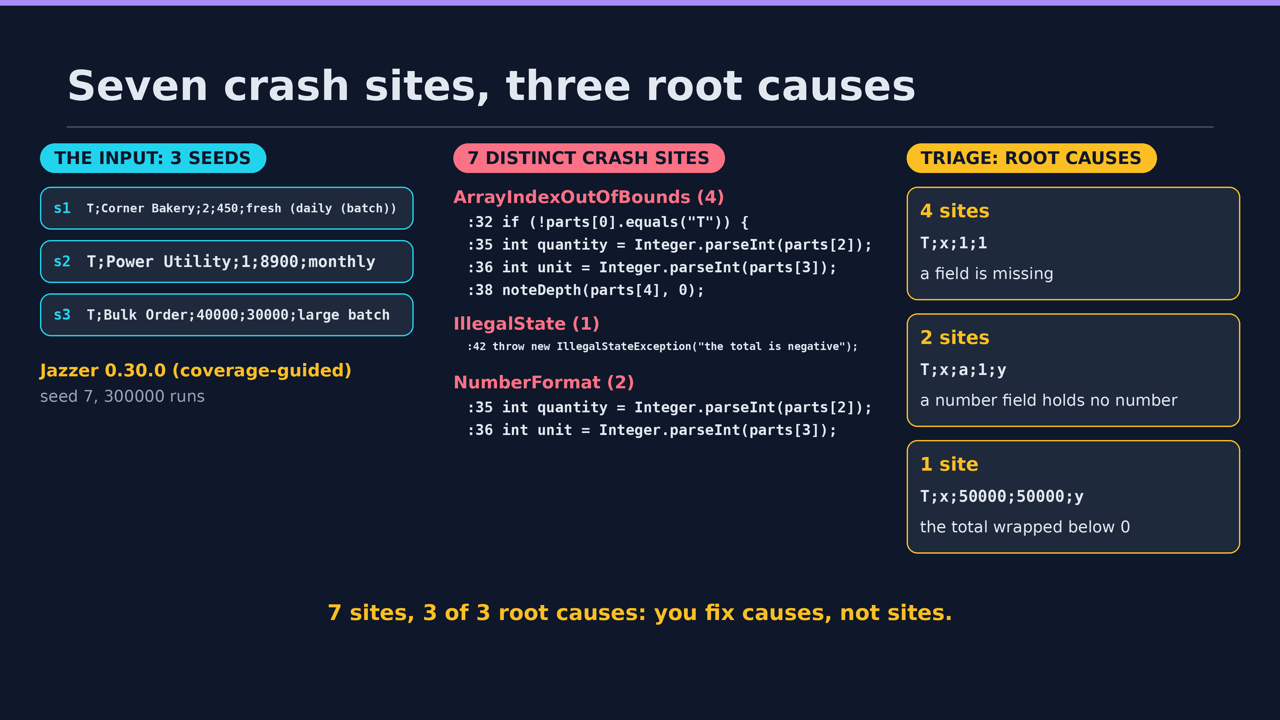 Seven crash sites, three root causes
THE INPUT: 3 SEEDS
s1 T;Corner Bakery;2;450;fresh (daily (batch))
s2 T;Power Utility;1;8900;monthly
s3 T;Bulk Order;40000;30000;large batch
Jazzer 0.30.0 (coverage-guided)
seed 7, 300000 runs
7 DISTINCT CRASH SITES
ArrayIndexOutOfBounds (4)
:32 if (!parts[0].equals("T")) {
:35 int quantity = Integer.parseInt(parts[2]);
:36 int unit = Integer.parseInt(parts[3]);
:38 noteDepth(parts[4], 0);
IllegalState (1)
:42 throw new IllegalStateException("the total is negative");
NumberFormat (2)
:35 int quantity = Integer.parseInt(parts[2]);
:36 int unit = Integer.parseInt(parts[3]);
TRIAGE: ROOT CAUSES
4 sites
T;x;1;1
a field is missing
2 sites
T;x;a;1;y
a number field holds no number
1 site
T;x;50000;50000;y
the total wrapped below 0
7 sites, 3 of 3 root causes: you fix causes, not sites.